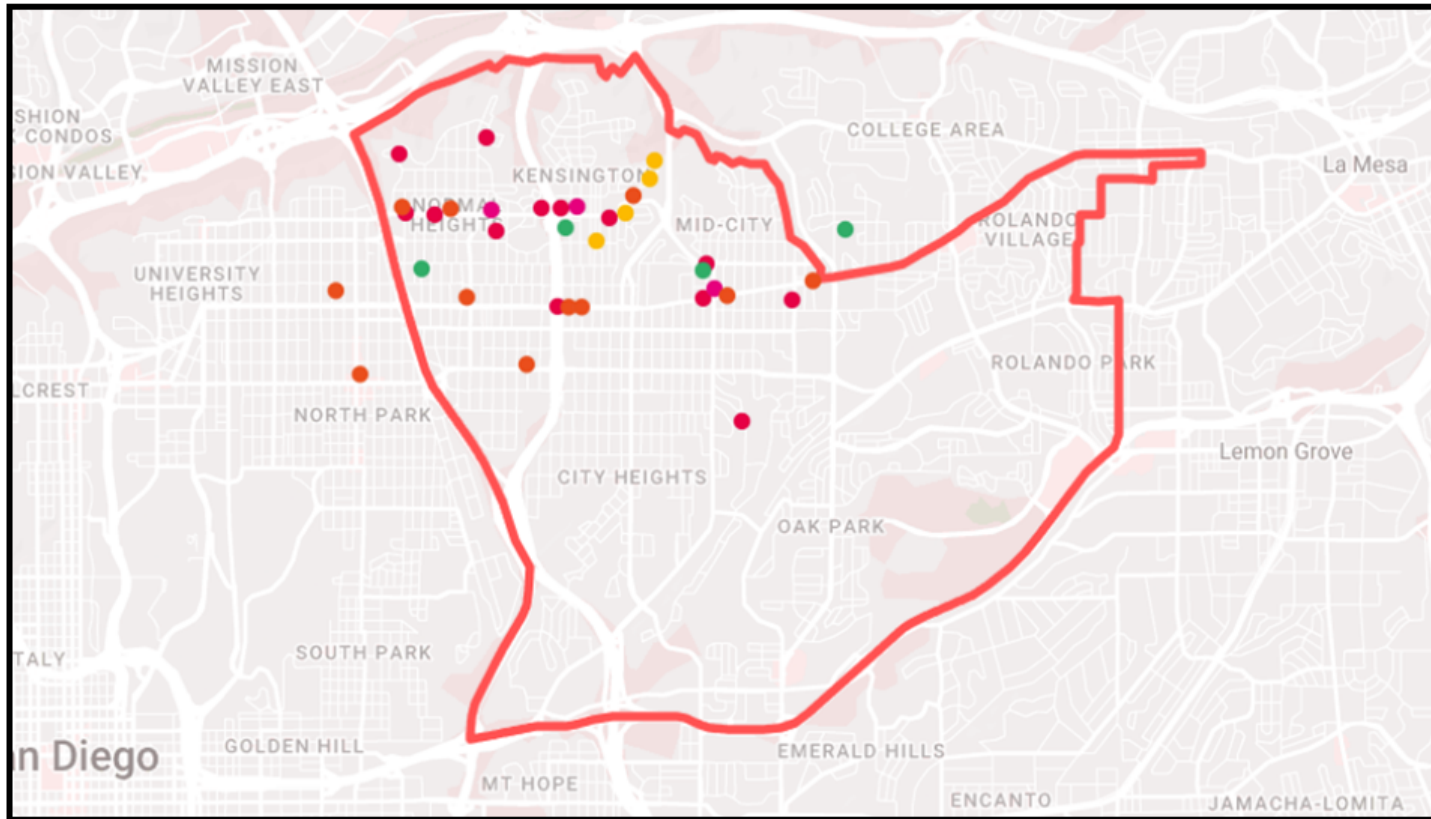 MISSION
VALLEY EAST
SHION
CONDOS
SION VALLEY
COLLEGE AREA
La Mesa
KENSINGTON
NORMAL
HEIGHTS
MID-CITY
ROLANDO
VILLAGE
UNIVERSITY
HEIGHTS
LCREST
NORTH PARK
ROLANDO PARK
Lemon Grove
CITY HEIGHTS
OAK PARK
TALY
SOUTH PARK
GOLDEN HILL
n Diego
EMERALD HILLS
MT HOPE
ENCANTO
JAMACHA-LOMITA